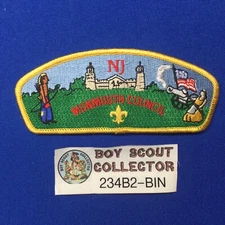 NJ
MONMOUTH COUNCIL
BOY SCOUT
COLLECTOR
234B2-BIN